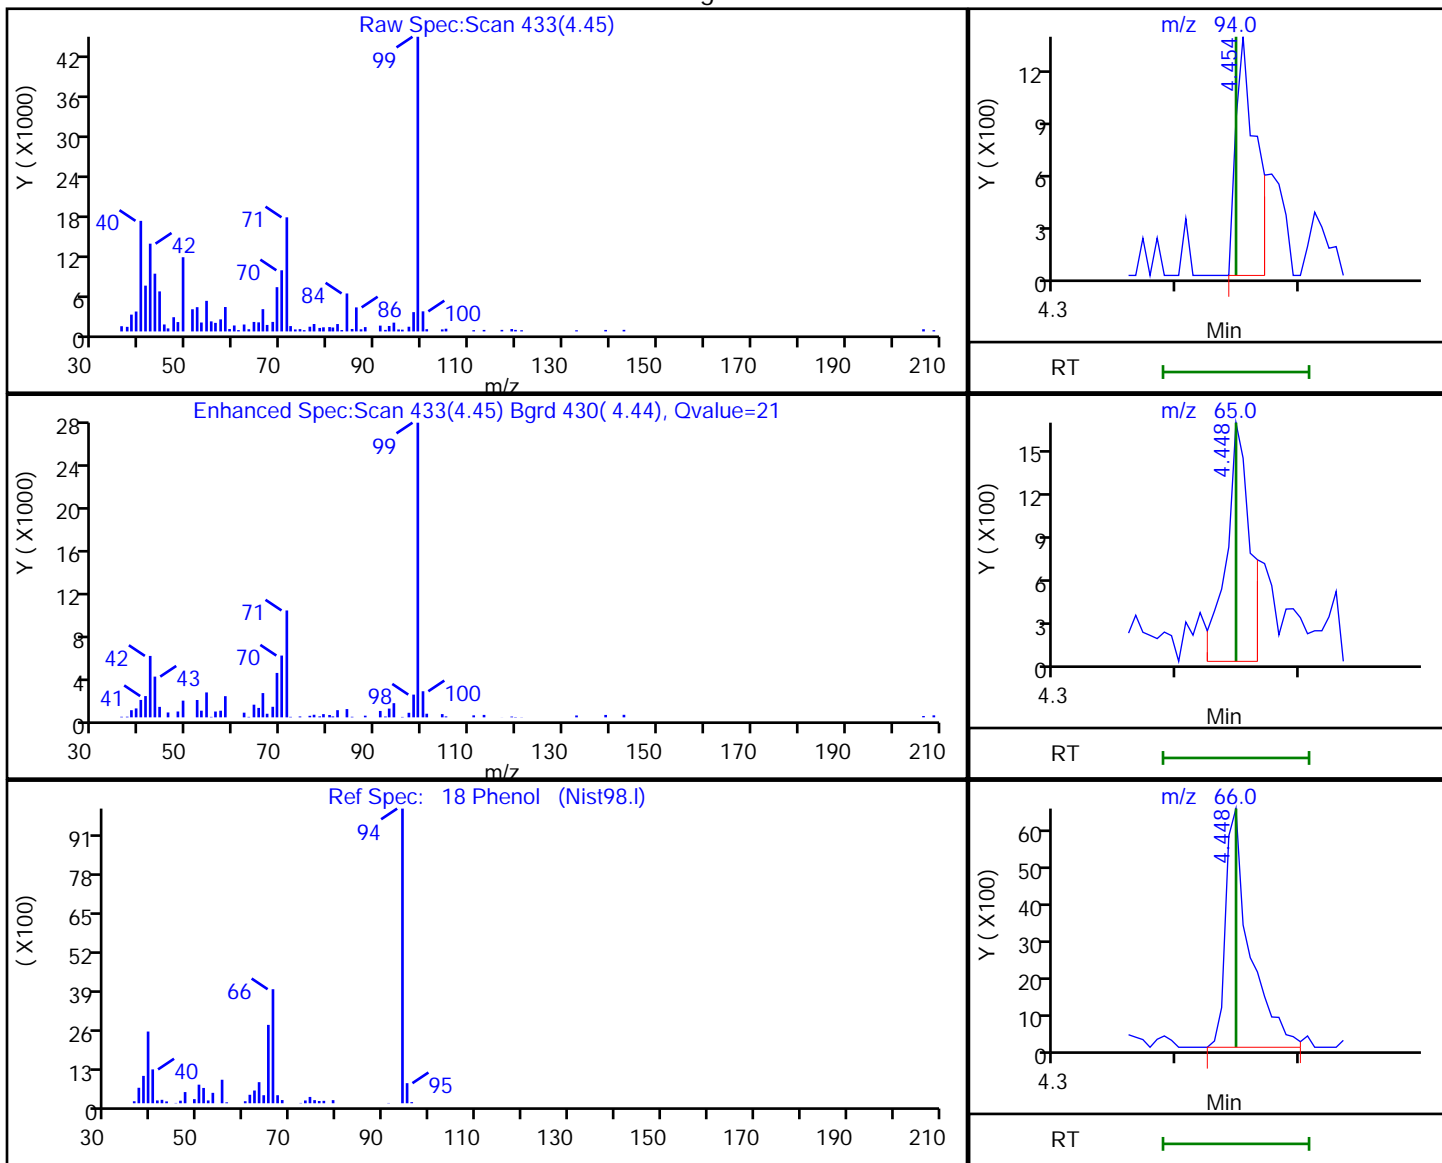 Raw Spec:Scan 433(4.45)
Y ( X1000)
42
36
30
24
18
12
6
0
99
40
42
71
70
84
86
100
30 50 70 90 110 130 150 170 190 210
m/z
m/z 94.0
Y ( X100)
12
9
6
3
0
4.454
4.3
Min
RT
Enhanced Spec:Scan 433(4.45) Bgrd 430( 4.44), Qvalue=21
Y ( X1000)
28
24
20
16
12
8
4
0
99
71
70
42
43
41
98
100
30 50 70 90 110 130 150 170 190 210
m/z
m/z 65.0
Y ( X100)
15
12
9
6
3
0
4.448
4.3
Min
RT
Ref Spec: 18 Phenol (Nist98.l)
( X100)
91
78
65
52
39
26
13
0
94
66
40
95
30 50 70 90 110 130 150 170 190 210
m/z 66.0
Y ( X100)
60
50
40
30
20
10
0
4.448
4.3
Min
RT